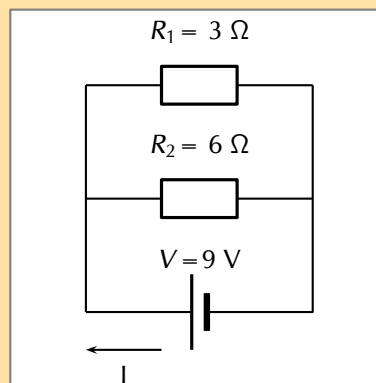 R₁ = 3 Ω
R₂ = 6 Ω
V = 9 V
I